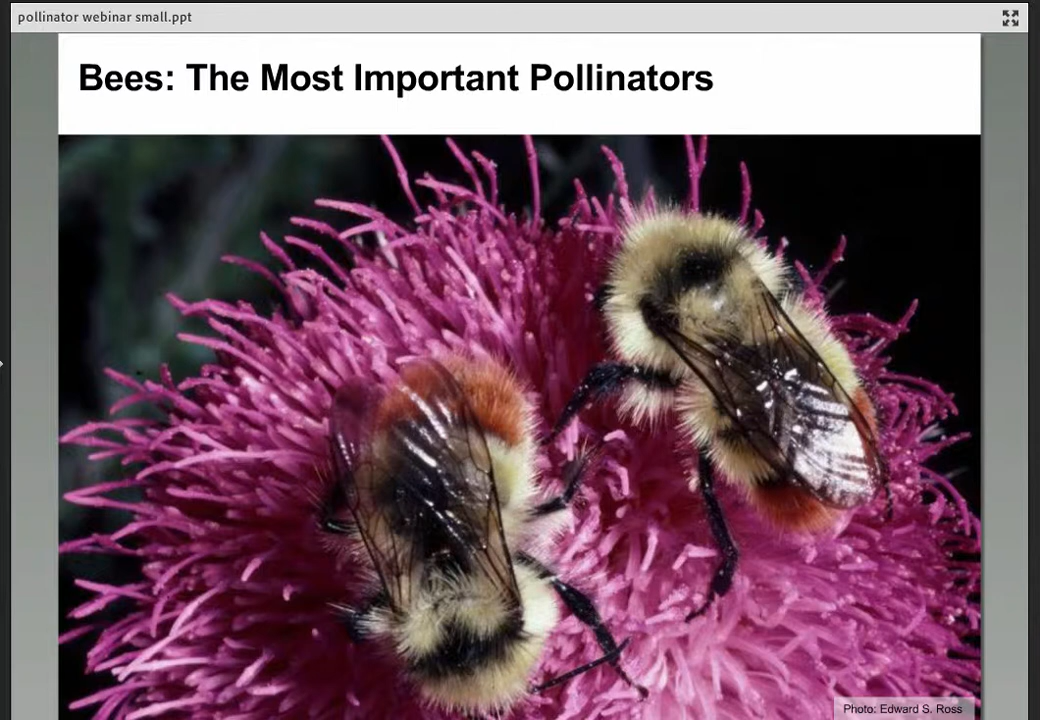 pollinator webinar small.ppt
Bees: The Most Important Pollinators
Photo: Edward S. Ross